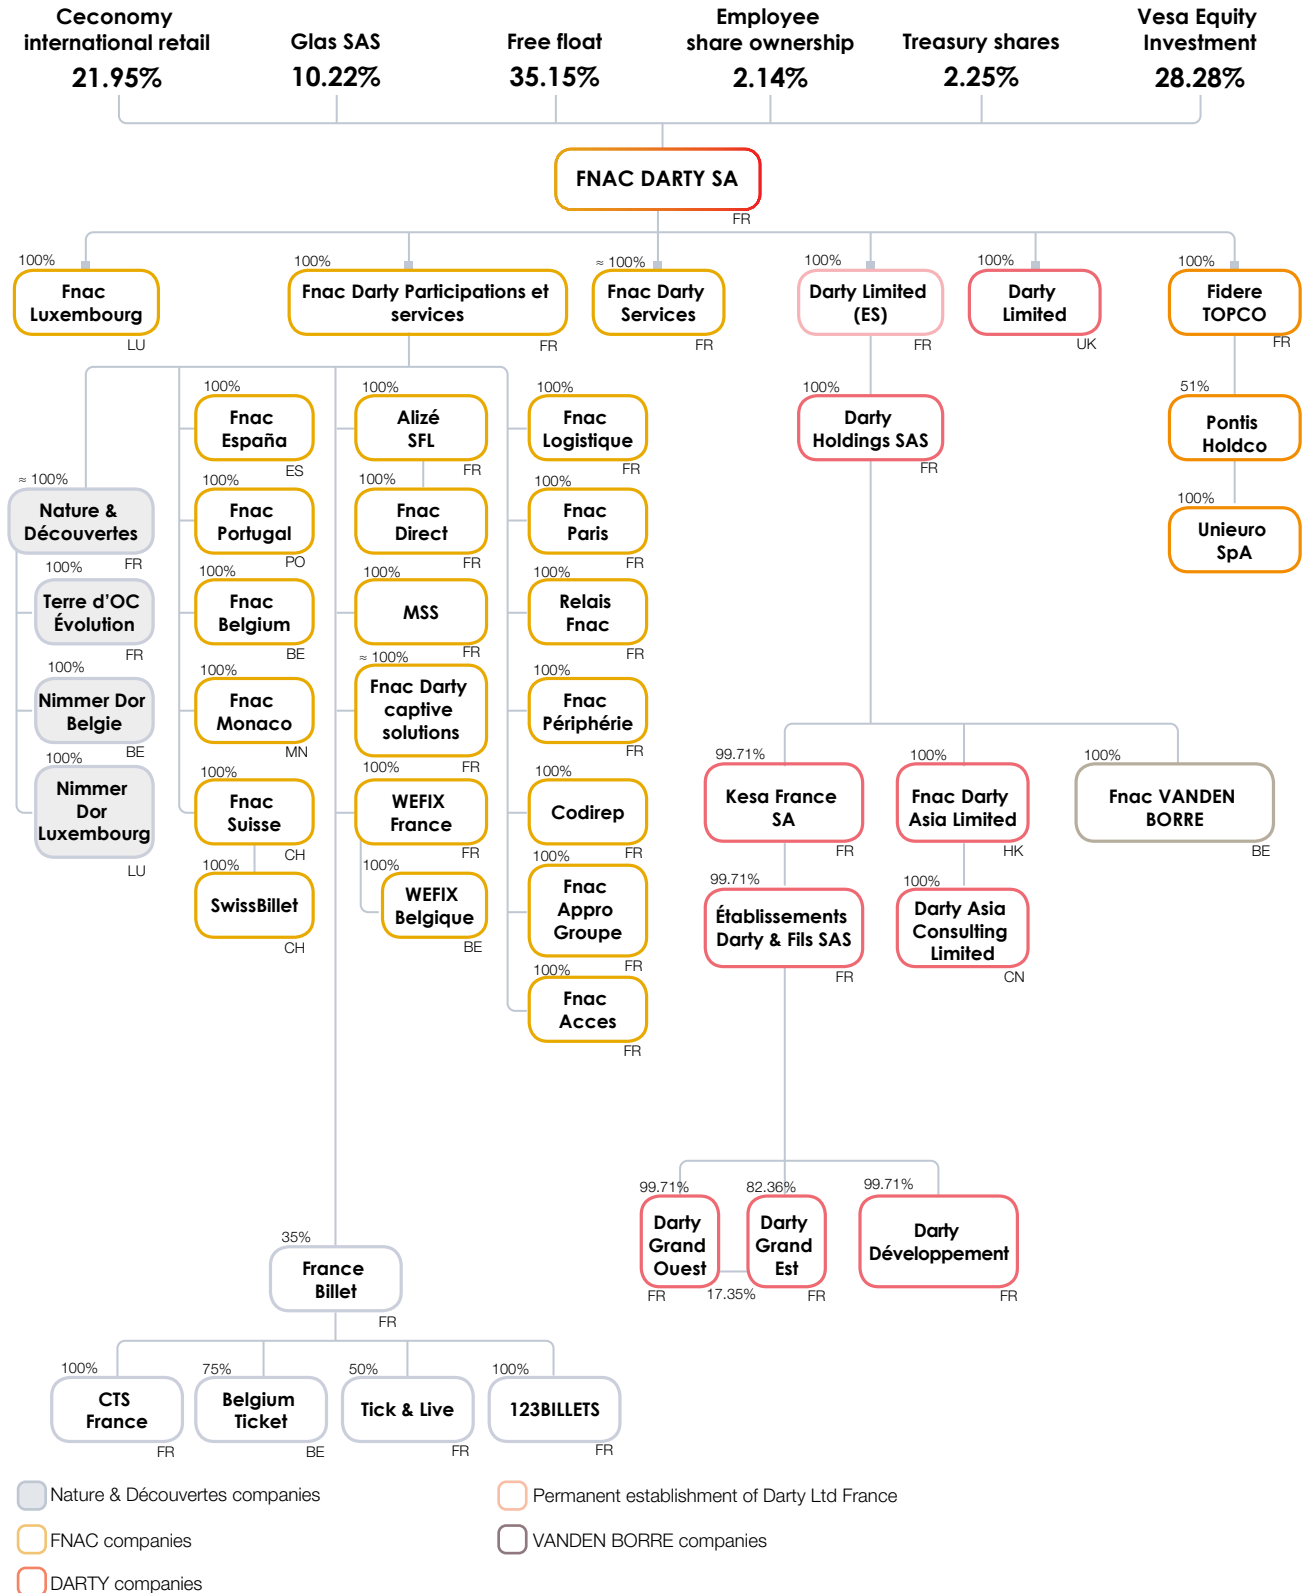 Ceconomy
international retail
21.95%
Glas SAS
10.22%
Free float
35.15%
Employee
share ownership
2.14%
Treasury shares
2.25%
Vesa Equity
Investment
28.28%
FNAC DARTY SA
FR
100%
Fnac
Luxembourg
LU
100%
Fnac Darty Participations et
services
FR
≈ 100%
Fnac Darty
Services
FR
100%
Darty Limited
(ES)
FR
100%
Darty
Limited
UK
100%
Fidere
TOPCO
FR
≈ 100%
Nature &
Découvertes
FR
100%
Terre d’OC
Évolution
FR
100%
Nimmer Dor
Belgie
BE
100%
Nimmer
Dor
Luxembourg
LU
100%
Fnac
España
ES
100%
Fnac
Portugal
PO
100%
Fnac
Belgium
BE
100%
Fnac
Monaco
MN
100%
Fnac
Suisse
CH
100%
SwissBillet
CH
100%
Alizé
SFL
FR
100%
Fnac
Direct
FR
100%
MSS
FR
≈ 100%
Fnac Darty
captive
solutions
FR
100%
WEFIX
France
FR
100%
WEFIX
Belgique
BE
100%
Fnac
Logistique
FR
100%
Fnac
Paris
FR
100%
Relais
Fnac
FR
100%
Fnac
Périphérie
FR
100%
Codirep
FR
100%
Fnac
Appro
Groupe
FR
100%
Fnac
Acces
FR
100%
Darty
Holdings SAS
FR
51%
Pontis
Holdco
100%
Unieuro
SpA
99.71%
Kesa France
SA
FR
100%
Fnac Darty
Asia Limited
HK
100%
Fnac VANDEN
BORRE
BE
99.71%
Établissements
Darty & Fils SAS
FR
100%
Darty Asia
Consulting
Limited
CN
99.71%
Darty
Grand
Ouest
FR
17.35%
82.36%
Darty
Grand
Est
FR
99.71%
Darty
Développement
FR
35%
France
Billet
FR
100%
CTS
France
FR
75%
Belgium
Ticket
BE
50%
Tick & Live
FR
100%
123BILLETS
FR
Nature & Découvertes companies
FNAC companies
DARTY companies
Permanent establishment of Darty Ltd France
VANDEN BORRE companies